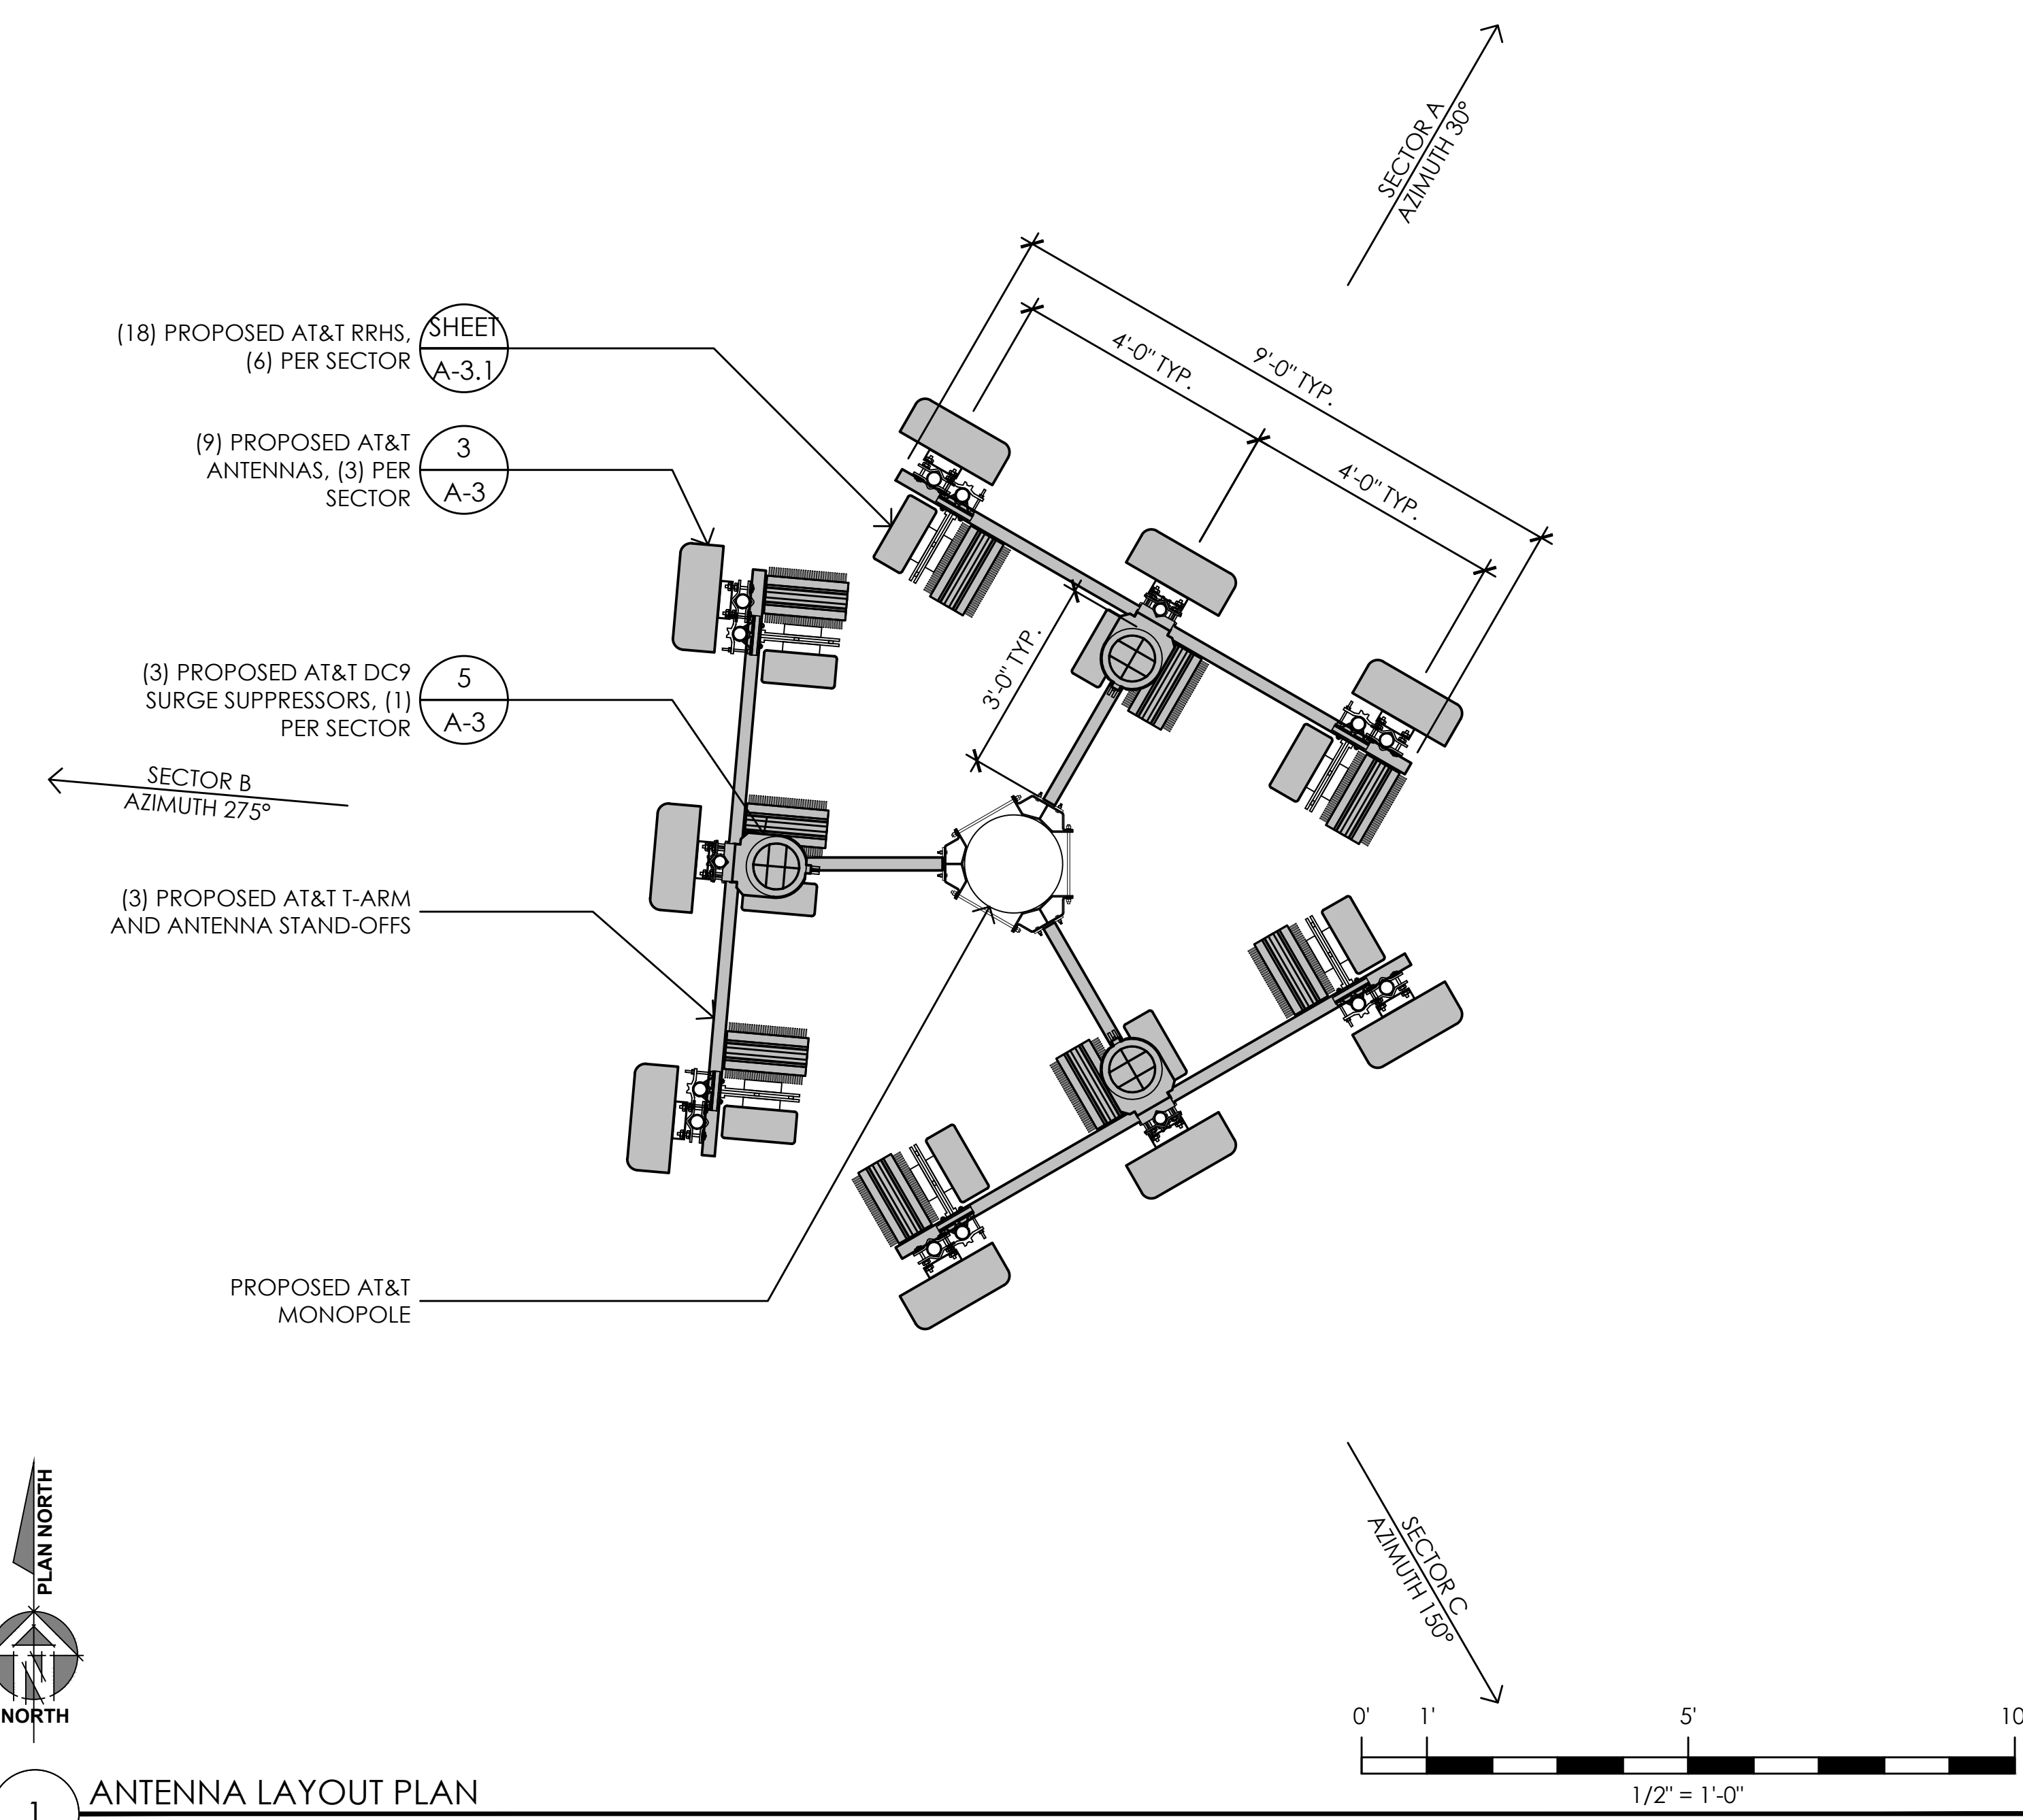 SECTOR A
AZIMUTH 30°
(18) PROPOSED AT&T RRHS,
(6) PER SECTOR
SHEET
A-3.1
4'-0" TYP.
9'-0" TYP.
4'-0" TYP.
(9) PROPOSED AT&T
ANTENNAS, (3) PER
SECTOR
3
A-3
3'-0" TYP.
(3) PROPOSED AT&T DC9
SURGE SUPPRESSORS, (1)
PER SECTOR
5
A-3
SECTOR B
AZIMUTH 275°
(3) PROPOSED AT&T T-ARM
AND ANTENNA STAND-OFFS
PROPOSED AT&T
MONOPOLE
PLAN NORTH
N
NORTH
SECTOR C
AZIMUTH 150°
0' 1' 5' 10
1/2" = 1'-0"
1
ANTENNA LAYOUT PLAN